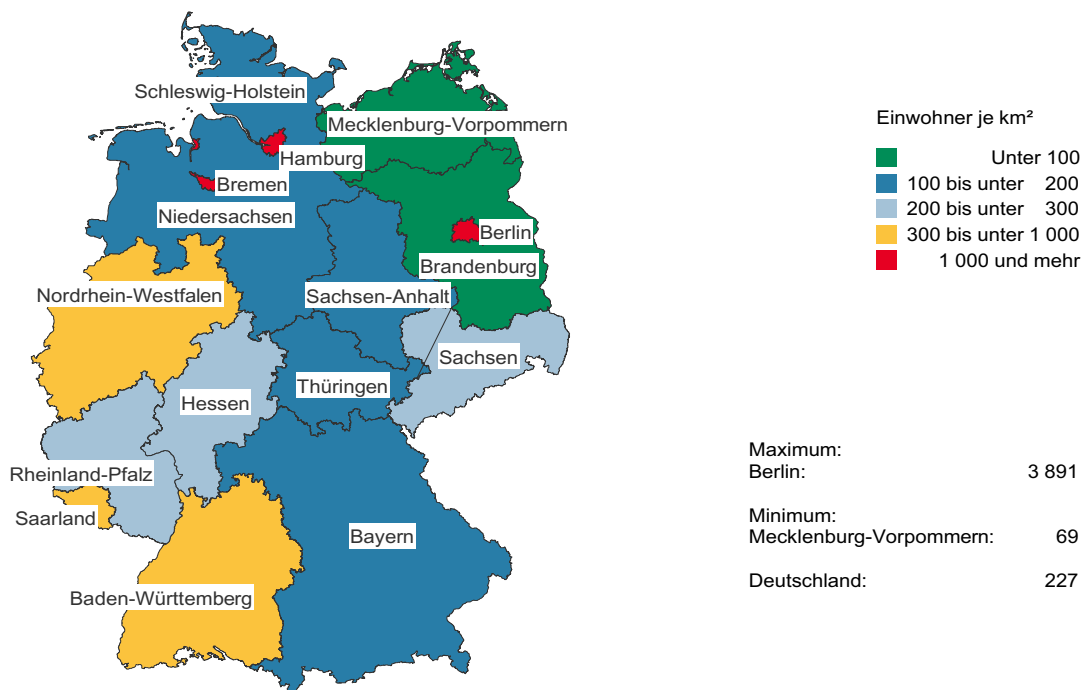 Schleswig-Holstein
Mecklenburg-Vorpommern
Hamburg
Bremen
Niedersachsen
Berlin
Brandenburg
Nordrhein-Westfalen
Sachsen-Anhalt
Sachsen
Thüringen
Hessen
Rheinland-Pfalz
Saarland
Bayern
Baden-Württemberg
Einwohner je km²
Unter 100
100 bis unter 200
200 bis unter 300
300 bis unter 1 000
1 000 und mehr
Maximum:
Berlin: 3 891
Minimum:
Mecklenburg-Vorpommern: 69
Deutschland: 227